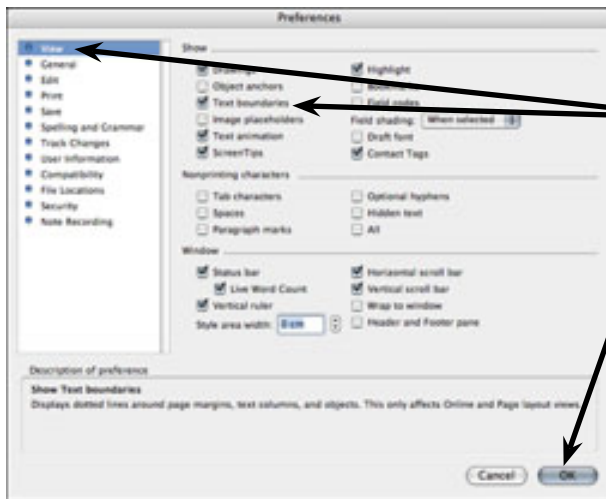 Preferences
View
General
Edit
Print
Save
Spelling and Grammar
Track Changes
User Information
Compatibility
File Locations
Security
Note Recording
Show
Drawings
Highlight
Object anchors
Bookmarks
Text boundaries
Field codes
Image placeholders
Field shading: When selected
Text animation
Draft font
ScreenTips
Contact Tags
Nonprinting characters
Tab characters
Optional hyphens
Spaces
Hidden text
Paragraph marks
All
Window
Status bar
Horizontal scroll bar
Live Word Count
Vertical scroll bar
Vertical ruler
Wrap to window
Style area width: 0 cm
Header and Footer pane
Description of preference
Show Text boundaries
Displays dotted lines around page margins, text columns, and objects. This only affects Online and Page layout views.
Cancel
OK